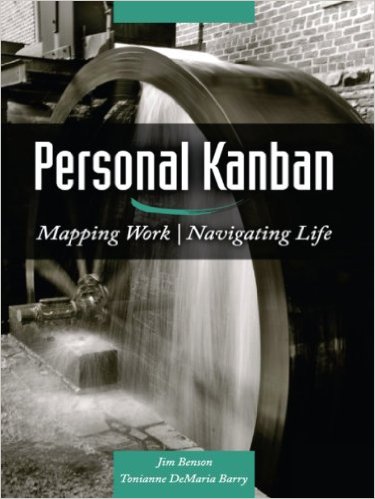 Personal Kanban
Mapping Work | Navigating Life
Jim Benson
Tonianne DeMaria Barry